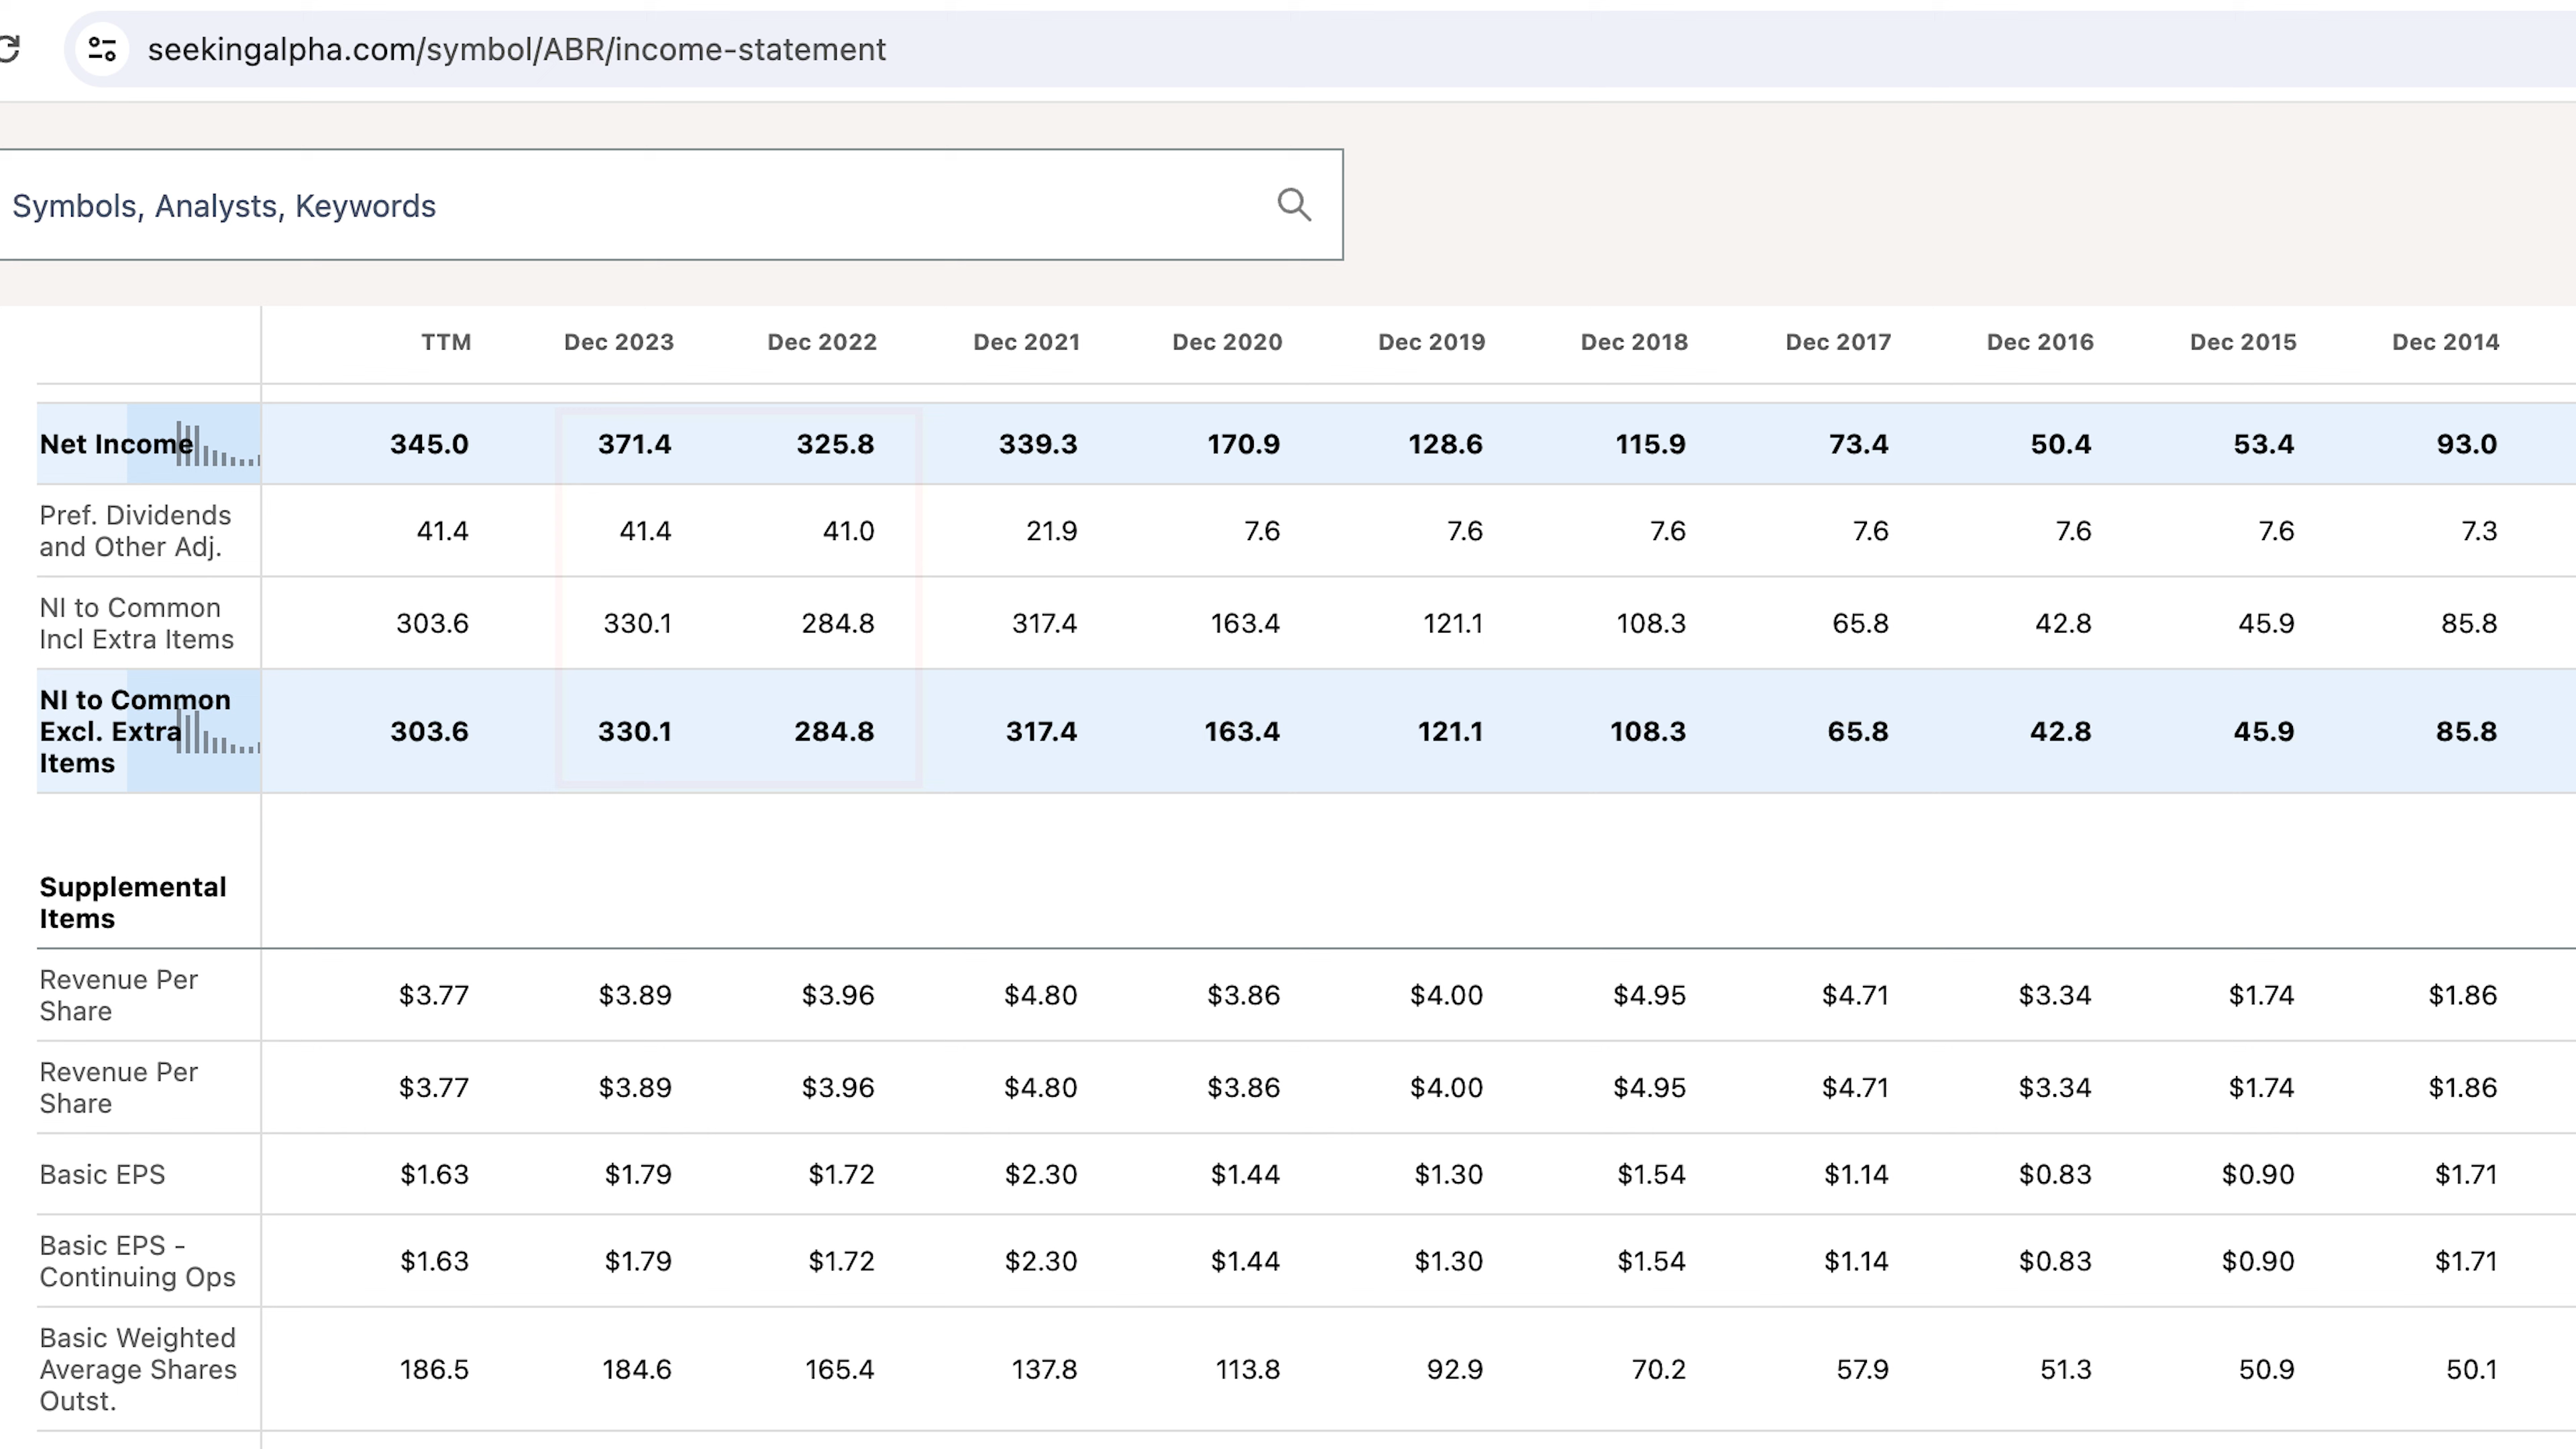 seekingalpha.com/symbol/ABR/income-statement
Symbols, Analysts, Keywords
TTM Dec 2023 Dec 2022 Dec 2021 Dec 2020 Dec 2019 Dec 2018 Dec 2017 Dec 2016 Dec 2015 Dec 2014
Net Income 345.0 371.4 325.8 339.3 170.9 128.6 115.9 73.4 50.4 53.4 93.0
Pref. Dividends
and Other Adj. 41.4 41.4 41.0 21.9 7.6 7.6 7.6 7.6 7.6 7.6 7.3
NI to Common
Incl Extra Items 303.6 330.1 284.8 317.4 163.4 121.1 108.3 65.8 42.8 45.9 85.8
NI to Common
Excl. Extra 303.6 330.1 284.8 317.4 163.4 121.1 108.3 65.8 42.8 45.9 85.8
Items
Supplemental
Items
Revenue Per
Share $3.77 $3.89 $3.96 $4.80 $3.86 $4.00 $4.95 $4.71 $3.34 $1.74 $1.86
Revenue Per
Share $3.77 $3.89 $3.96 $4.80 $3.86 $4.00 $4.95 $4.71 $3.34 $1.74 $1.86
Basic EPS $1.63 $1.79 $1.72 $2.30 $1.44 $1.30 $1.54 $1.14 $0.83 $0.90 $1.71
Basic EPS -
Continuing Ops $1.63 $1.79 $1.72 $2.30 $1.44 $1.30 $1.54 $1.14 $0.83 $0.90 $1.71
Basic Weighted
Average Shares 186.5 184.6 165.4 137.8 113.8 92.9 70.2 57.9 51.3 50.9 50.1
Outst.